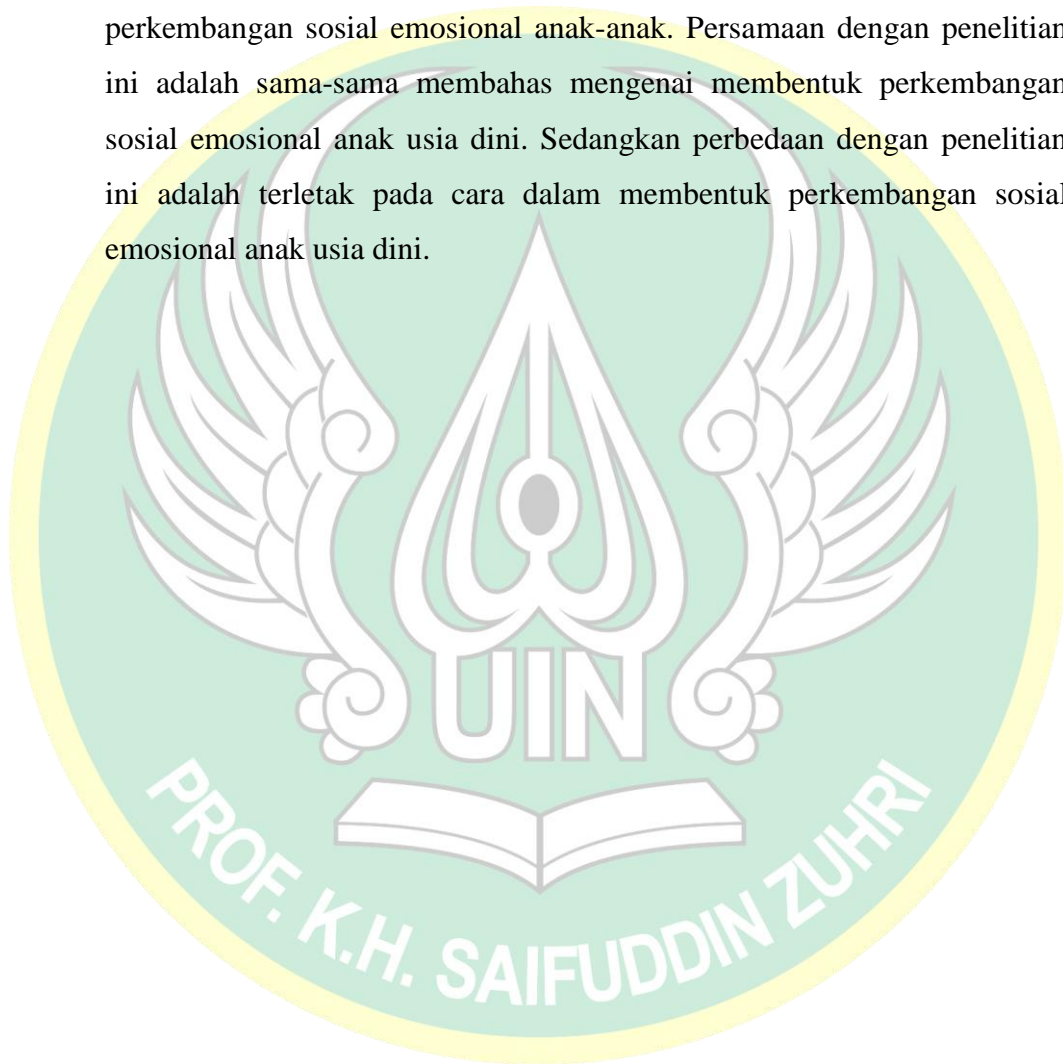 perkembangan sosial emosional anak-anak. Persamaan dengan penelitian
ini adalah sama-sama membahas mengenai membentuk perkembangan
sosial emosional anak usia dini. Sedangkan perbedaan dengan penelitian
ini adalah terletak pada cara dalam membentuk perkembangan sosial
emosional anak usia dini.
UIN
PROF. K.H. SAIFUDDIN ZUHRI